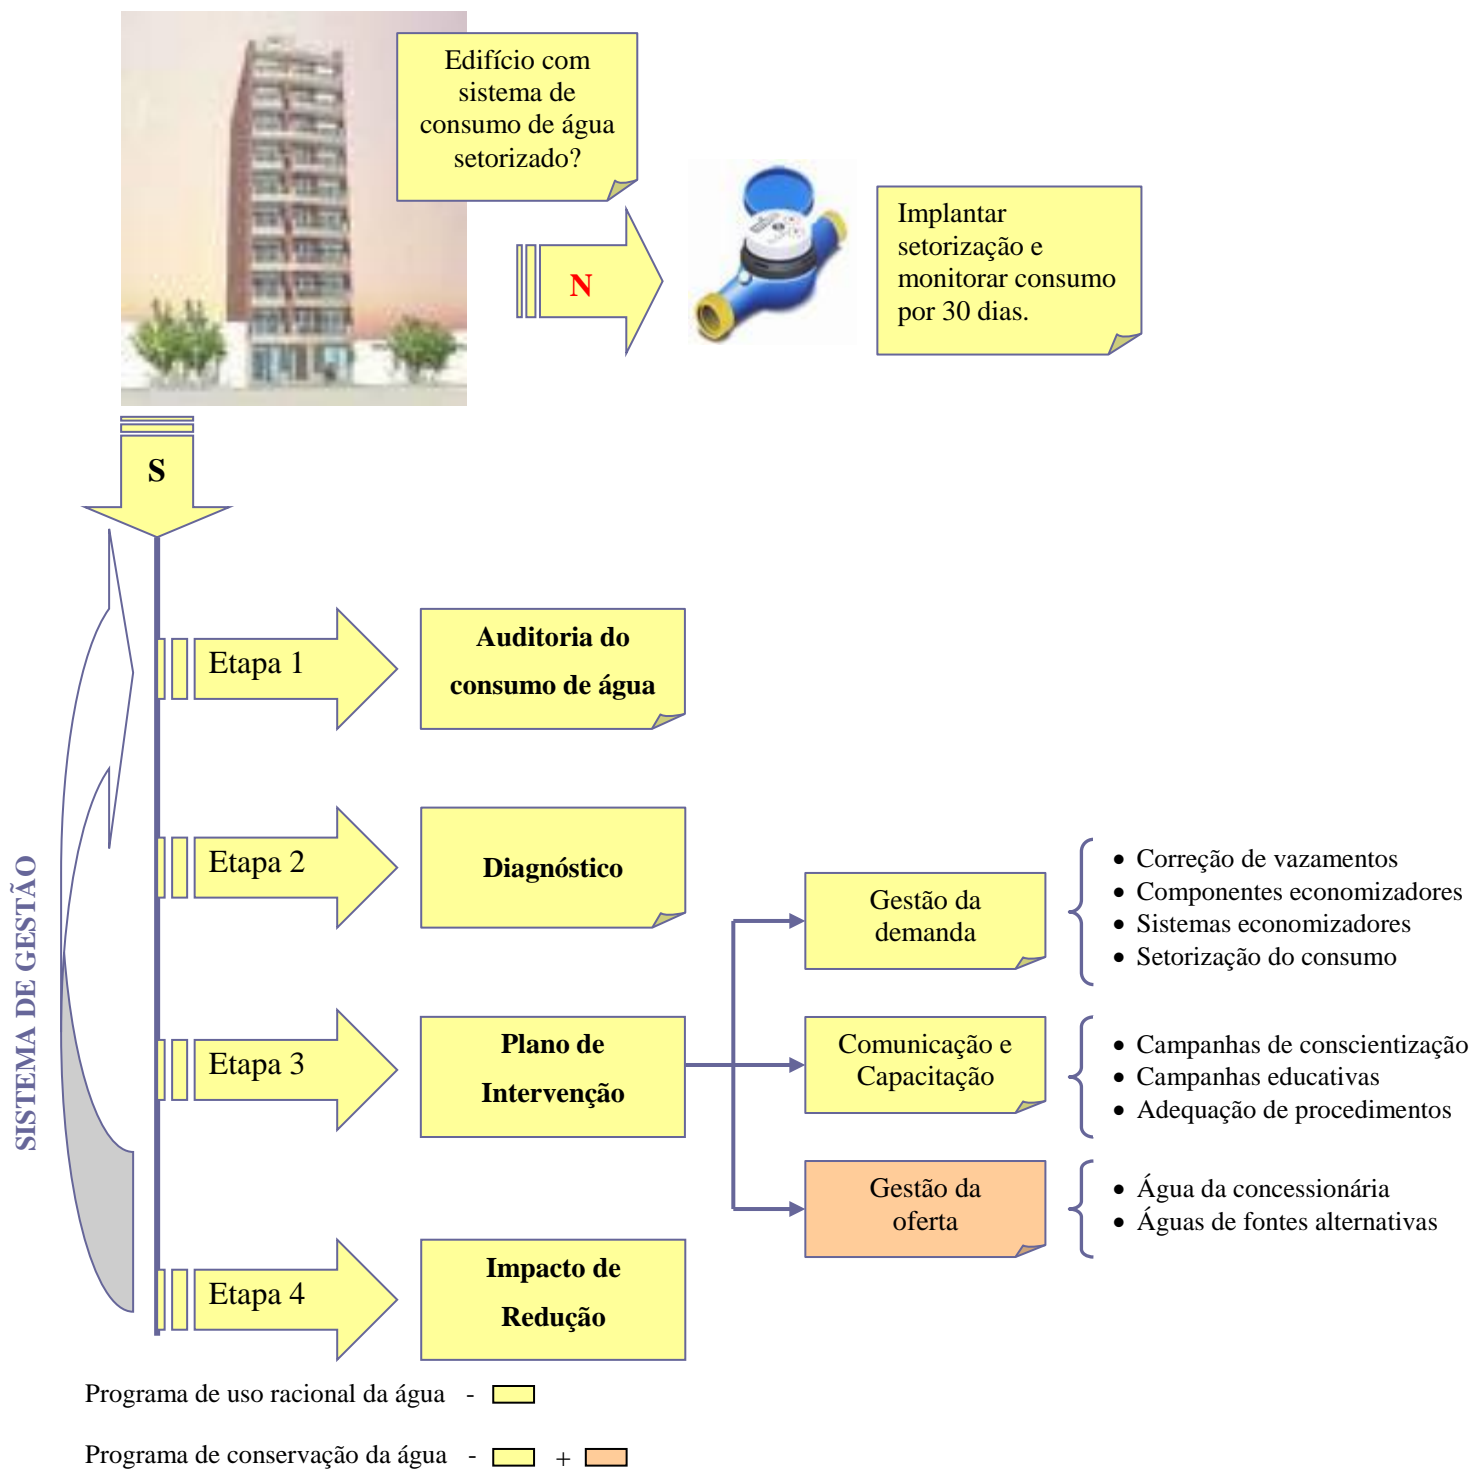 Edifício com
sistema de
consumo de água
setorizado?
N
Implantar
setorização e
monitorar consumo
por 30 dias.
S
SISTEMA DE GESTÃO
Etapa 1
Auditoria do
consumo de água
Etapa 2
Diagnóstico
Etapa 3
Plano de
Intervenção
Gestão da
demanda
• Correção de vazamentos
• Componentes economizadores
• Sistemas economizadores
• Setorização do consumo
Comunicação e
Capacitação
• Campanhas de conscientização
• Campanhas educativas
• Adequação de procedimentos
Gestão da
oferta
• Água da concessionária
• Águas de fontes alternativas
Etapa 4
Impacto de
Redução
Programa de uso racional da água -
Programa de conservação da água - +